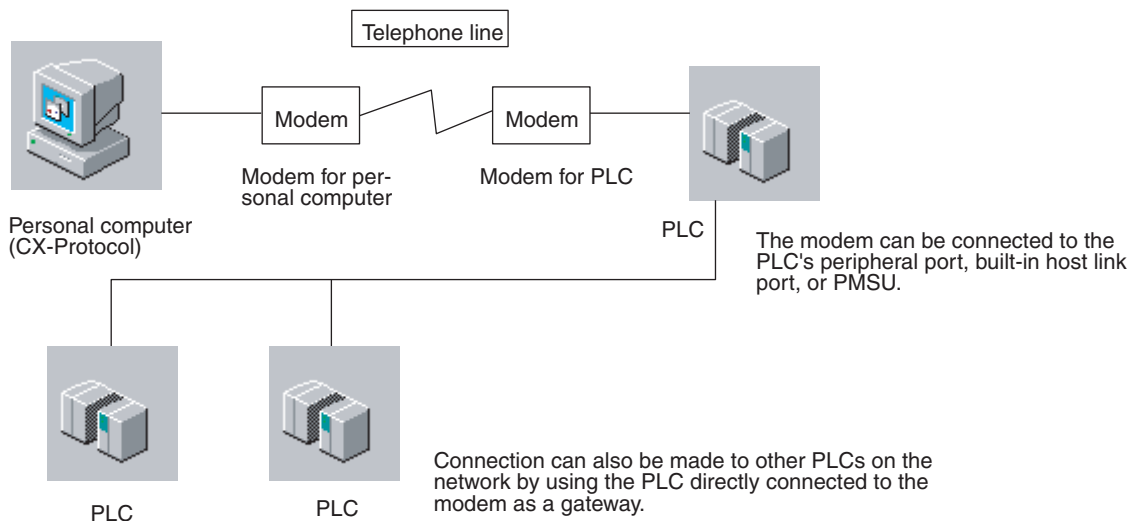 Telephone line
Modem
Modem
Modem for per-
sonal computer
Modem for PLC
Personal computer
(CX-Protocol)
PLC
The modem can be connected to the
PLC's peripheral port, built-in host link
port, or PMSU.
Connection can also be made to other PLCs on the
network by using the PLC directly connected to the
modem as a gateway.
PLC
PLC